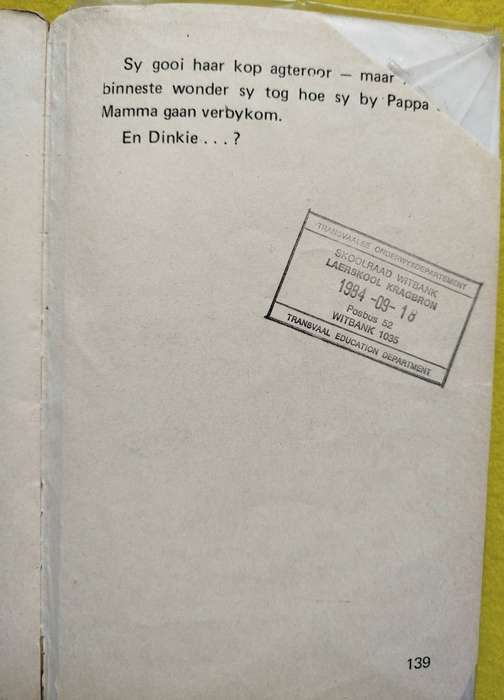 Sy gooi haar kop agteroor — maar
binneste wonder sy tog hoe sy by Pappa
Mamma gaan verbykom.
En Dinkie . . . ?
TRANSVAALSE ONDERWYSDEPARTEMENT
SKOOLRAAD WITBANK
LAERSKOOL KRAGBRON
1984 -09- 18
Posbus 52
WITBANK 1035
TRANSVAAL EDUCATION DEPARTMENT
139